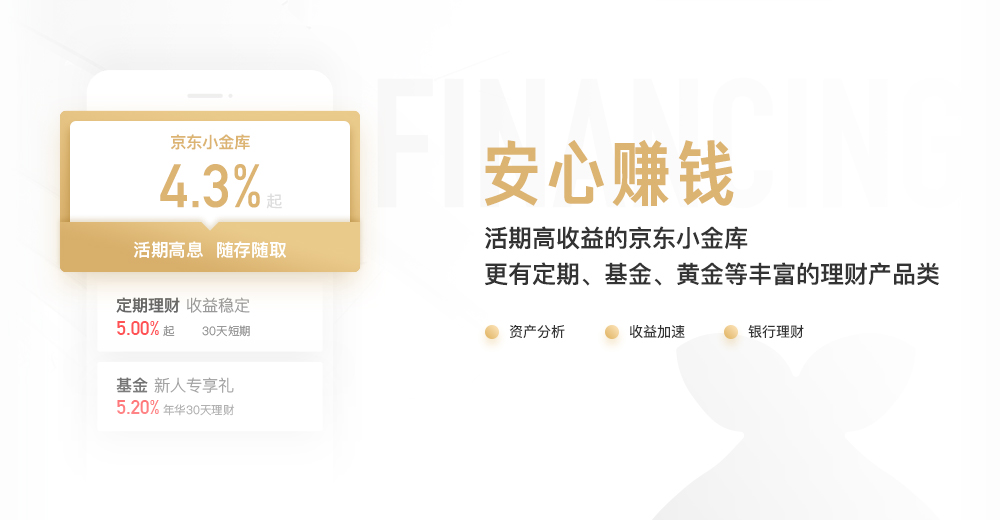 FINANCING
京东小金库
4.3% 起
活期高息 随存随取
定期理财 收益稳定
5.00% 起 30天短期
基金 新人专享礼
5.20% 年华30天理财
安心赚钱
活期高收益的京东小金库
更有定期、基金、黄金等丰富的理财产品类
资产分析 收益加速 银行理财